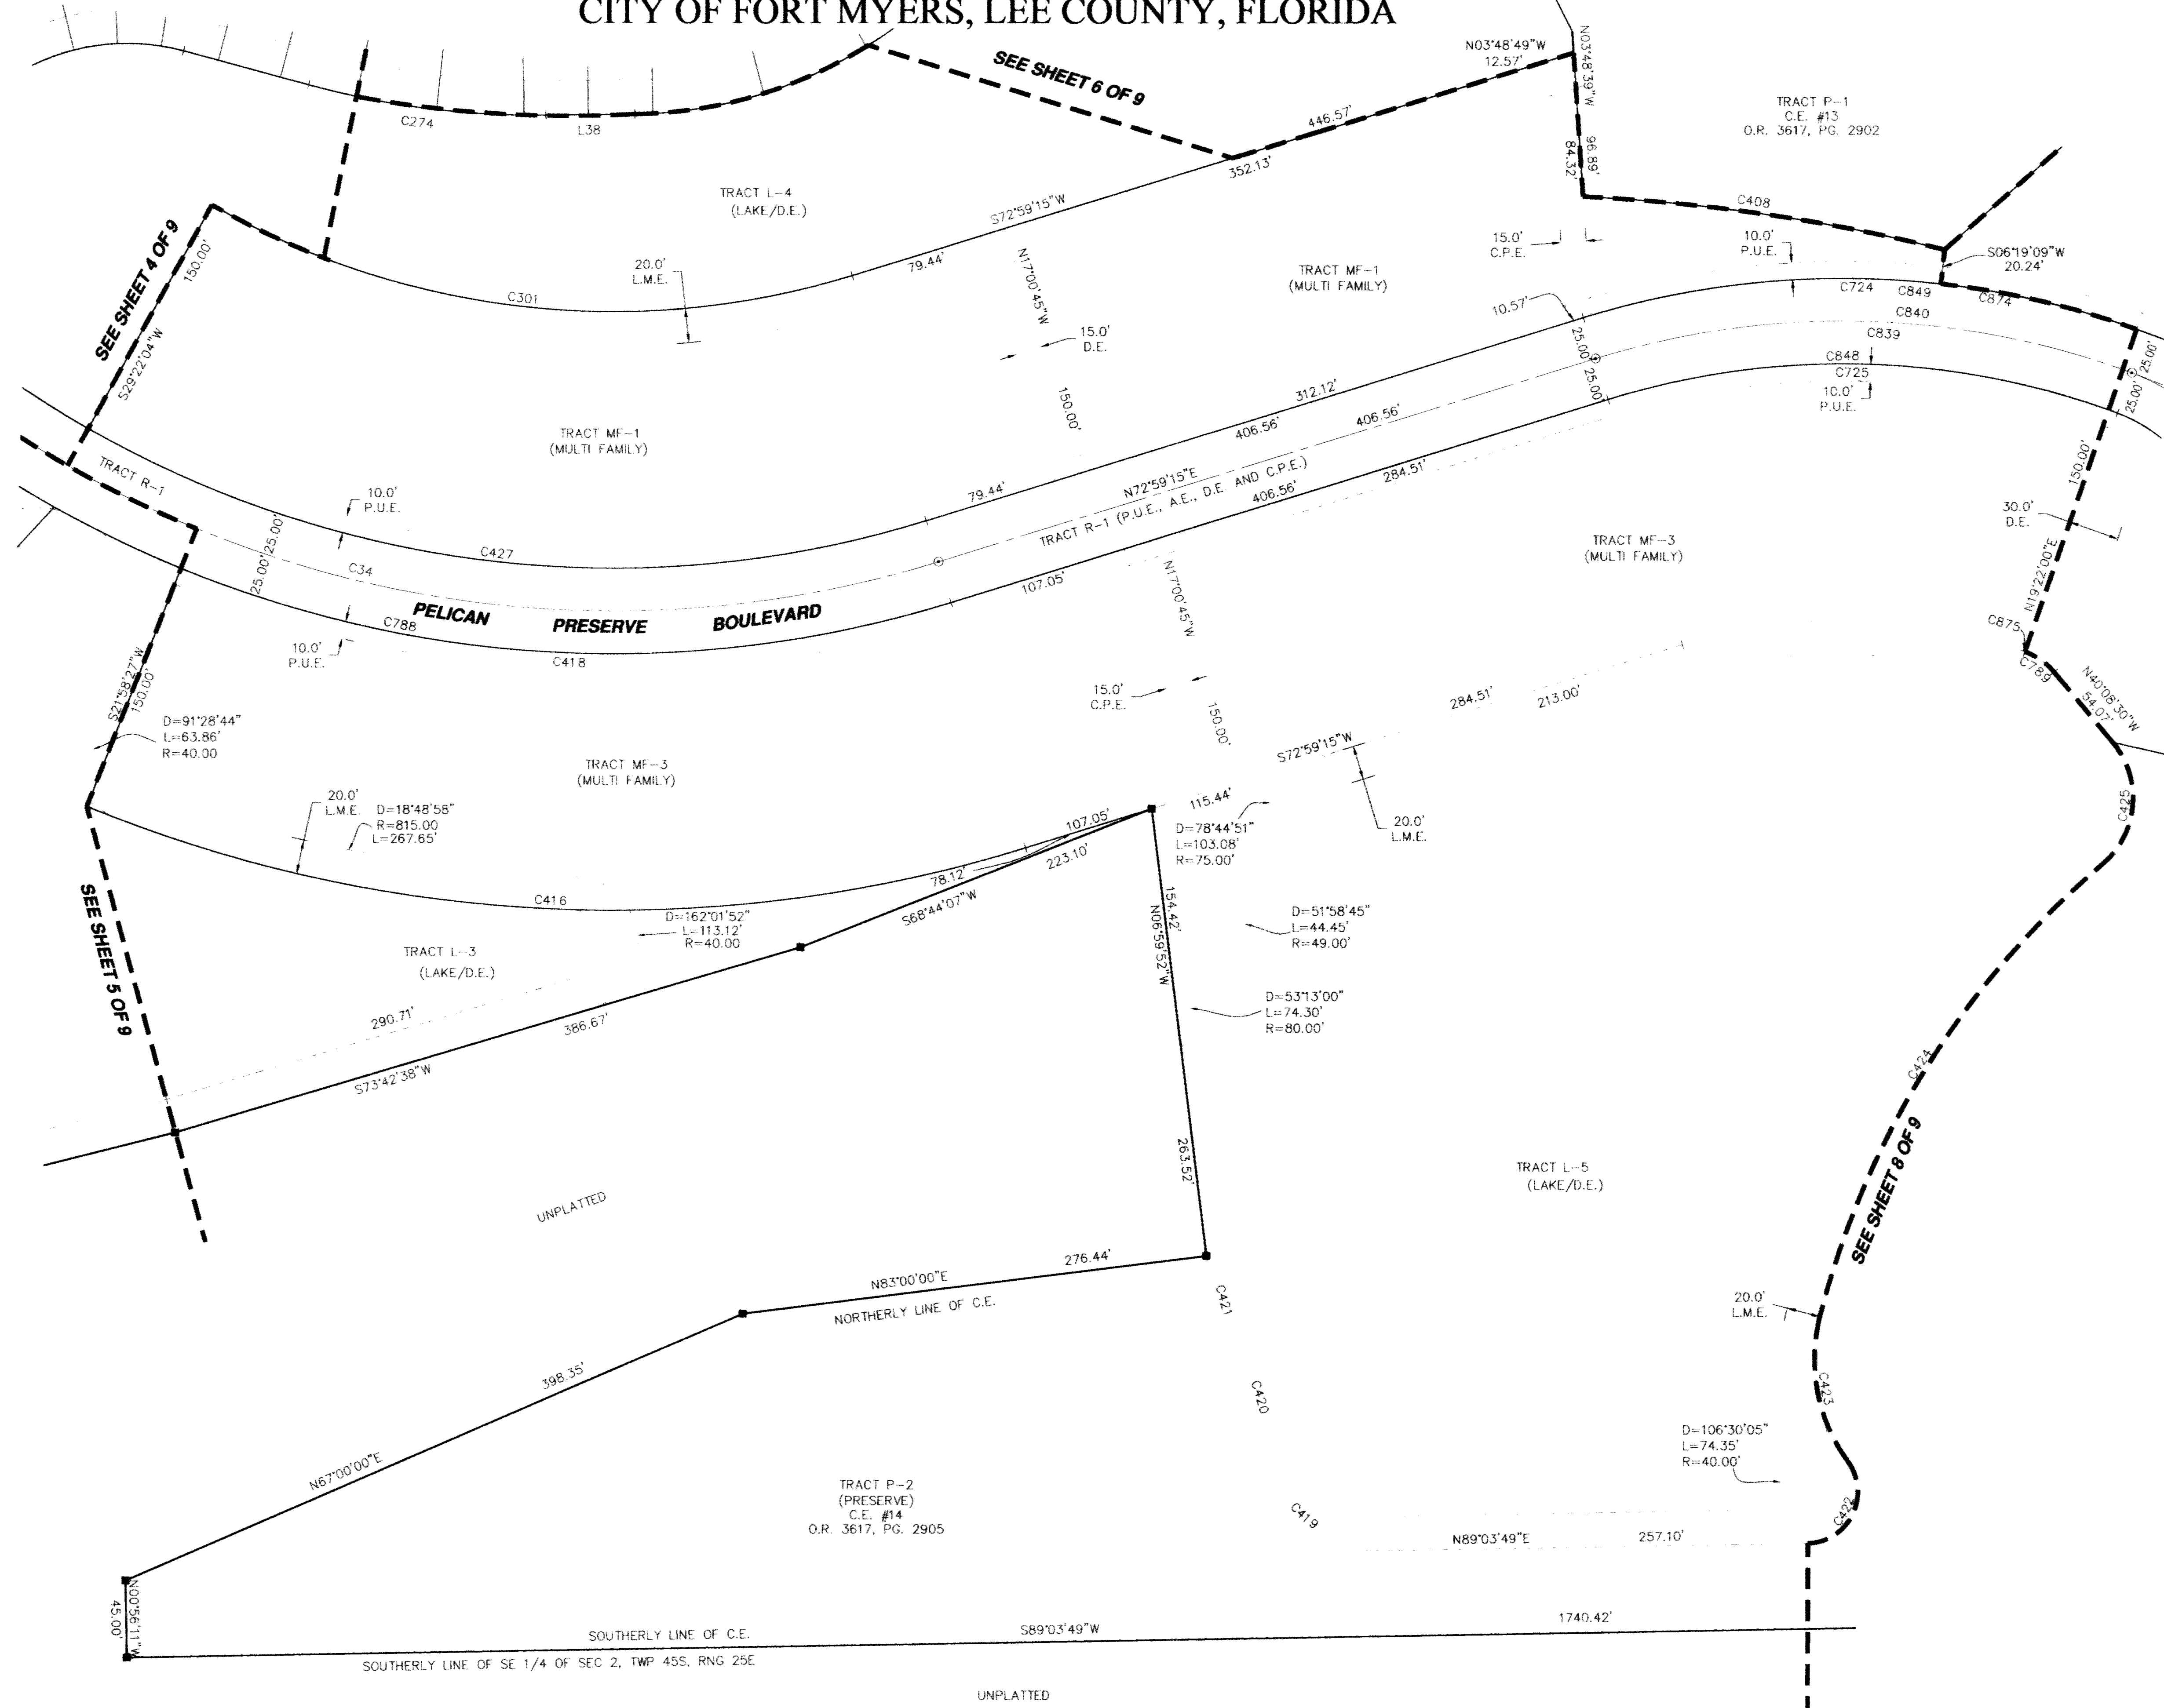 CITY OF FORT MYERS, LEE COUNTY, FLORIDA
SEE SHEET 6 OF 9
N03°48'49"W
12.57'
N03°48'39"W
96.89'
84.32'
TRACT P-1
C.E. #13
O.R. 3617, PG. 2902
C274
L38
446.57'
352.13'
TRACT L-4
(LAKE/D.E.)
S72°59'15"W
79.44'
C408
SEE SHEET 4 OF 9
150.00'
S29°22'04"W
20.0'
L.M.E.
C301
N17°00'45"W
15.0'
D.E.
150.00'
TRACT MF-1
(MULTI FAMILY)
15.0'
C.P.E.
10.0'
P.U.E.
S06°19'09"W
20.24'
C724
C849
C874
C840
C839
C848
C725
10.0'
P.U.E.
10.57'
25.00'
25.00'
25.00'
25.00'
312.12'
406.56'
406.56'
TRACT MF-1
(MULTI FAMILY)
TRACT R-1
10.0'
P.U.E.
79.44'
N72°59'15"E
TRACT R-1 (P.U.E., A.E., D.E. AND C.P.E.)
406.56'
284.51'
150.00'
30.0'
D.E.
N19°22'00"E
TRACT MF-3
(MULTI FAMILY)
C427
C34
25.00'
25.00'
PELICAN PRESERVE BOULEVARD
C788
C418
107.05'
10.0'
P.U.E.
N17°00'45"W
C875
C789
N40°08'30"W
54.07'
S21°58'27"W
150.00'
D=91°28'44"
L=63.86'
R=40.00
15.0'
C.P.E.
150.00'
284.51'
213.00'
S72°59'15"W
TRACT MF-3
(MULTI FAMILY)
20.0'
L.M.E.
D=18°48'58"
R=815.00
L=267.65'
107.05'
115.44'
D=78°44'51"
L=103.08'
R=75.00'
20.0'
L.M.E.
C425
223.10'
78.12'
S68°44'07"W
C416
154.42'
N06°59'52"W
D=162°01'52"
L=113.12'
R=40.00
D=51°58'45"
L=44.45'
R=49.00'
SEE SHEET 5 OF 9
TRACT L-3
(LAKE/D.E.)
290.71'
386.67'
S73°42'38"W
D=53°13'00"
L=74.30'
R=80.00'
C424
263.52'
TRACT L-5
(LAKE/D.E.)
SEE SHEET 8 OF 9
UNPLATTED
276.44'
N83°00'00"E
NORTHERLY LINE OF C.E.
C421
20.0'
L.M.E.
398.35'
N67°00'00"E
C420
C423
D=106°30'05"
L=74.35'
R=40.00'
TRACT P-2
(PRESERVE)
C.E. #14
O.R. 3617, PG. 2905
C419
C422
N89°03'49"E
257.10'
N00°56'11"W
45.00'
SOUTHERLY LINE OF C.E.
S89°03'49"W
1740.42'
SOUTHERLY LINE OF SE 1/4 OF SEC 2, TWP 45S, RNG 25E
UNPLATTED